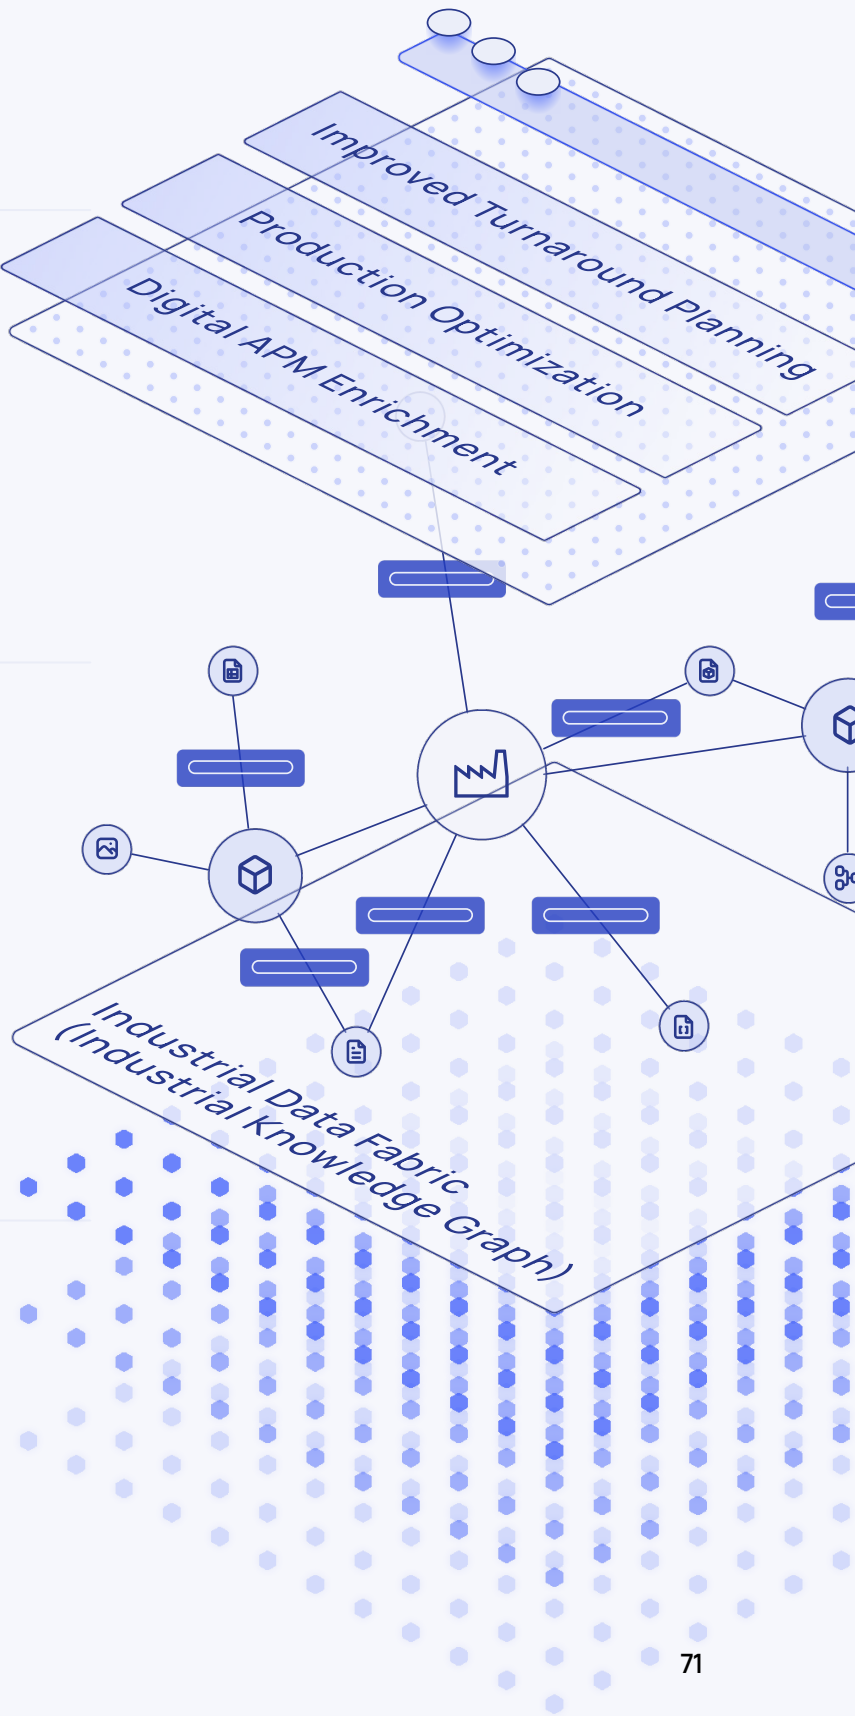 Improved Turnaround Planning
Production Optimization
Digital APM Enrichment
Industrial Data Fabric
(Industrial Knowledge Graph)
71